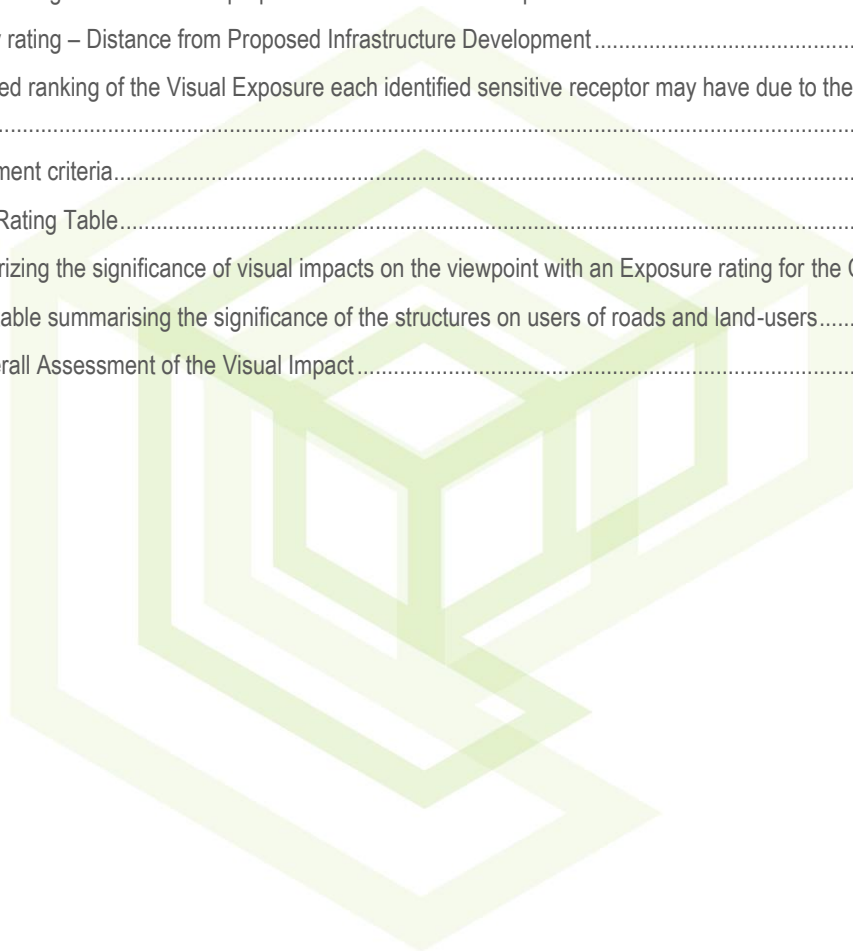 rating – Distance from Proposed Infrastructure Development
ed ranking of the Visual Exposure each identified sensitive receptor may have due to the
ment criteria
Rating Table
rizing the significance of visual impacts on the viewpoint with an Exposure rating for the
able summarising the significance of the structures on users of roads and land-users
erall Assessment of the Visual Impact